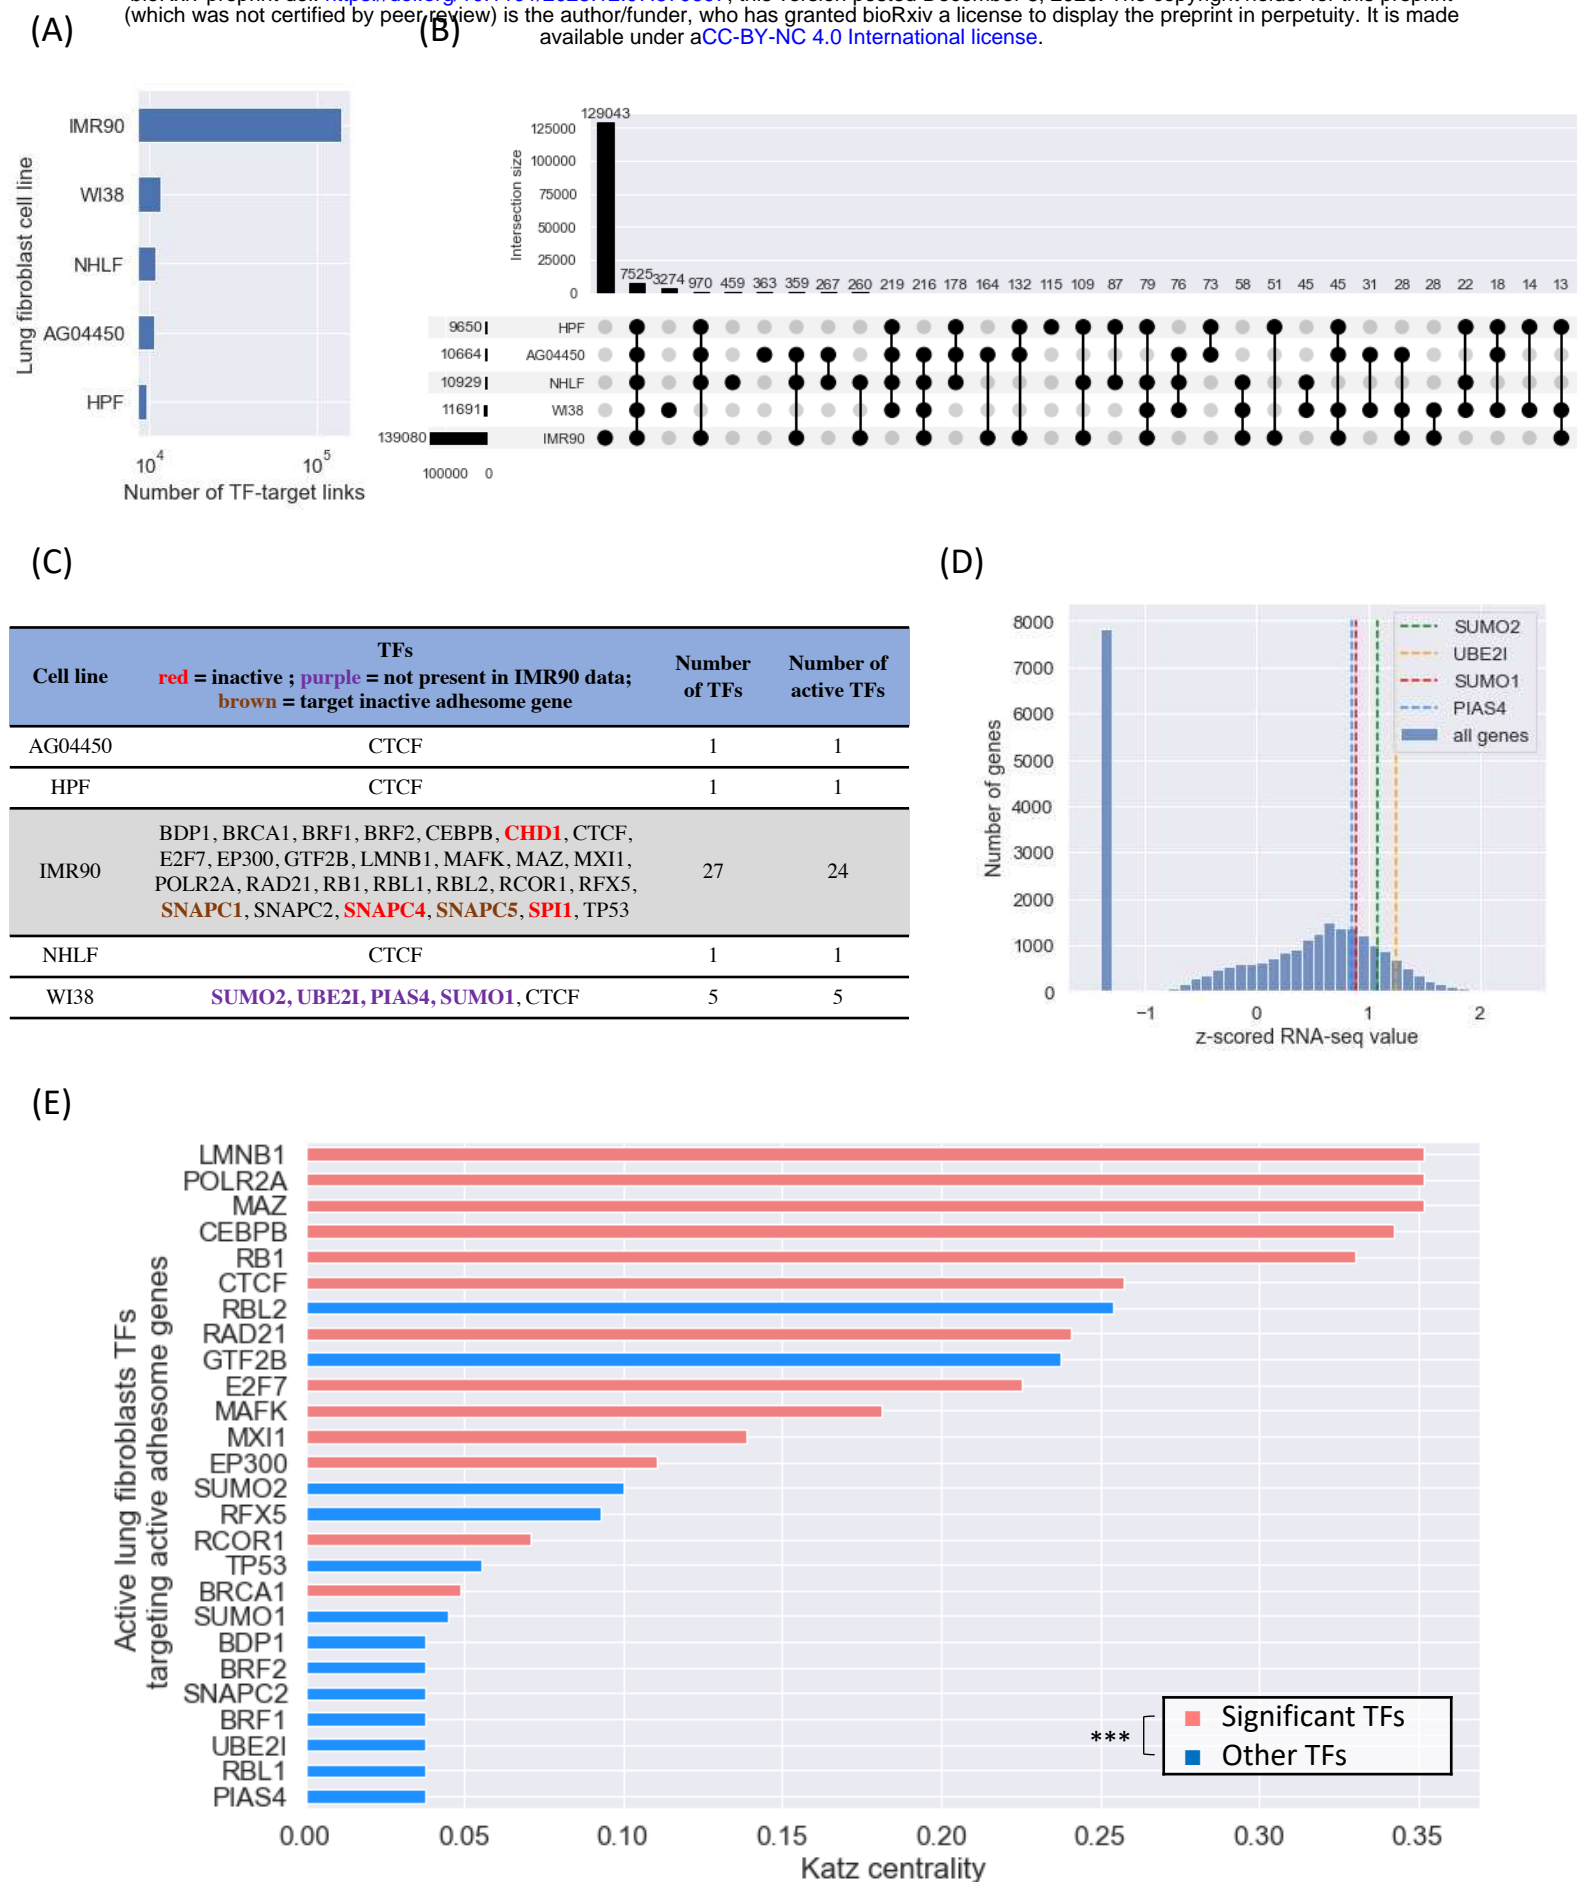 (which was not certified by peer review) is the author/funder, who has granted bioRxiv a license to display the preprint in perpetuity. It is made
available under aCC-BY-NC 4.0 International license.
(A)
Lung fibroblast cell line
IMR90
WI38
NHLF
AG04450
HPF
10^4 10^5
Number of TF-target links
(B)
Intersection size
125000
100000
75000
50000
25000
0
129043 7525 3274 970 459 363 359 267 260 219 216 178 164 132 115 109 87 79 76 73 58 51 45 45 31 28 28 22 18 14 13
9650 HPF
10664 AG04450
10929 NHLF
11691 WI38
139080 IMR90
100000 0
(C)
Cell line
TFs
red = inactive ; purple = not present in IMR90 data;
brown = target inactive adhesome gene
Number
of TFs
Number of
active TFs
AG04450 CTCF 1 1
HPF CTCF 1 1
IMR90
BDP1, BRCA1, BRF1, BRF2, CEBPB, CHD1, CTCF,
E2F7, EP300, GTF2B, LMNB1, MAFK, MAZ, MXI1,
POLR2A, RAD21, RB1, RBL1, RBL2, RCOR1, RFX5,
SNAPC1, SNAPC2, SNAPC4, SNAPC5, SPI1, TP53
27 24
NHLF CTCF 1 1
WI38 SUMO2, UBE2I, PIAS4, SUMO1, CTCF 5 5
(D)
Number of genes
8000
7000
6000
5000
4000
3000
2000
1000
0
SUMO2
UBE2I
SUMO1
PIAS4
all genes
−1 0 1 2
z-scored RNA-seq value
(E)
Active lung fibroblasts TFs
targeting active adhesome genes
LMNB1
POLR2A
MAZ
CEBPB
RB1
CTCF
RBL2
RAD21
GTF2B
E2F7
MAFK
MXI1
EP300
SUMO2
RFX5
RCOR1
TP53
BRCA1
SUMO1
BDP1
BRF2
SNAPC2
BRF1
UBE2I
RBL1
PIAS4
***
Significant TFs
Other TFs
0.00 0.05 0.10 0.15 0.20 0.25 0.30 0.35
Katz centrality